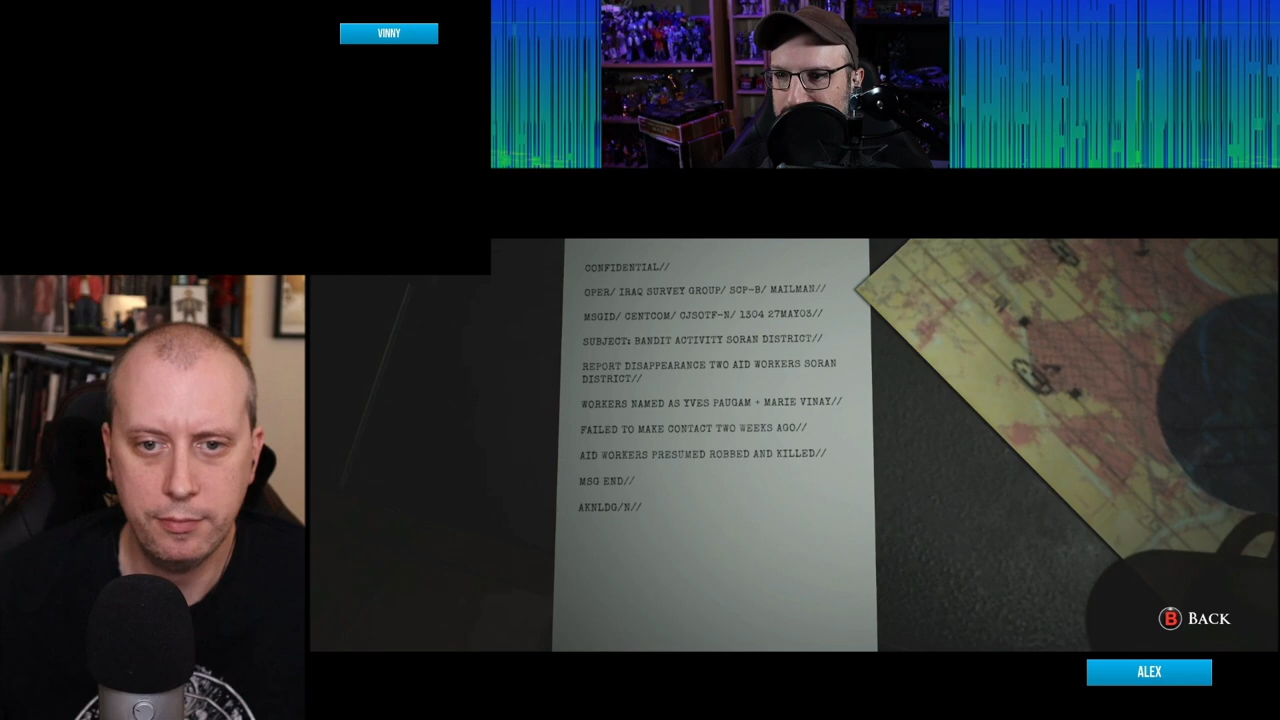 VINNY
CONFIDENTIAL//
OPER/ IRAQ SURVEY GROUP/ SCP-B/ MAILMAN//
MSGID/ CENTCOM/ CJSOTF-N/ 1304 27MAY03//
SUBJECT: BANDIT ACTIVITY SORAN DISTRICT//
REPORT DISAPPEARANCE TWO AID WORKERS SORAN
DISTRICT//
WORKERS NAMED AS YVES PAUGAM + MARIE VINAY//
FAILED TO MAKE CONTACT TWO WEEKS AGO//
AID WORKERS PRESUMED ROBBED AND KILLED//
MSG END//
AKNLDG/N//
B BACK
ALEX